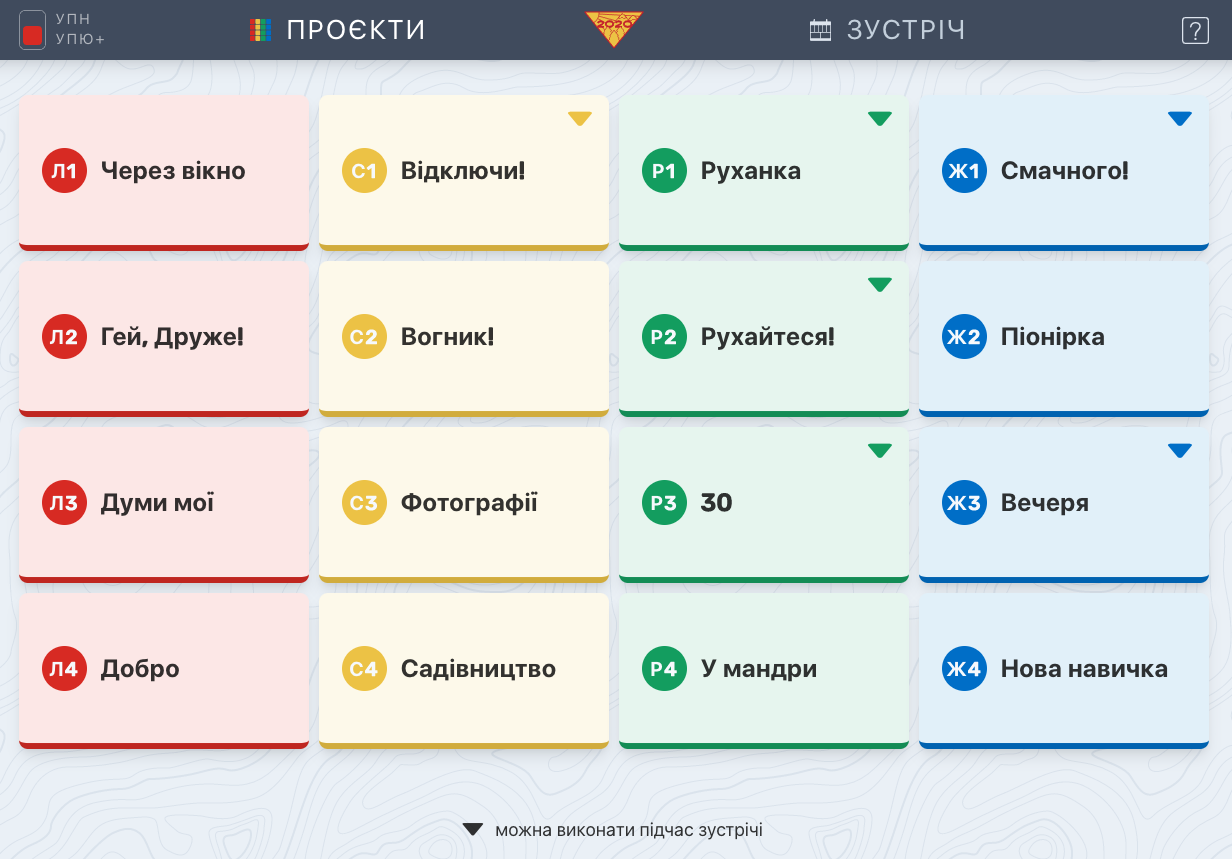 УПН
УПЮ+
ПРОЄКТИ
2020
ЗУСТРІЧ
?
Л1 Через вікно
С1 Відключи!
Р1 Руханка
Ж1 Смачного!
Л2 Гей, Друже!
С2 Вогник!
Р2 Рухайтеся!
Ж2 Піонірка
Л3 Думи мої
С3 Фотографії
Р3 30
Ж3 Вечеря
Л4 Добро
С4 Садівництво
Р4 У мандри
Ж4 Нова навичка
можна виконати підчас зустрічі